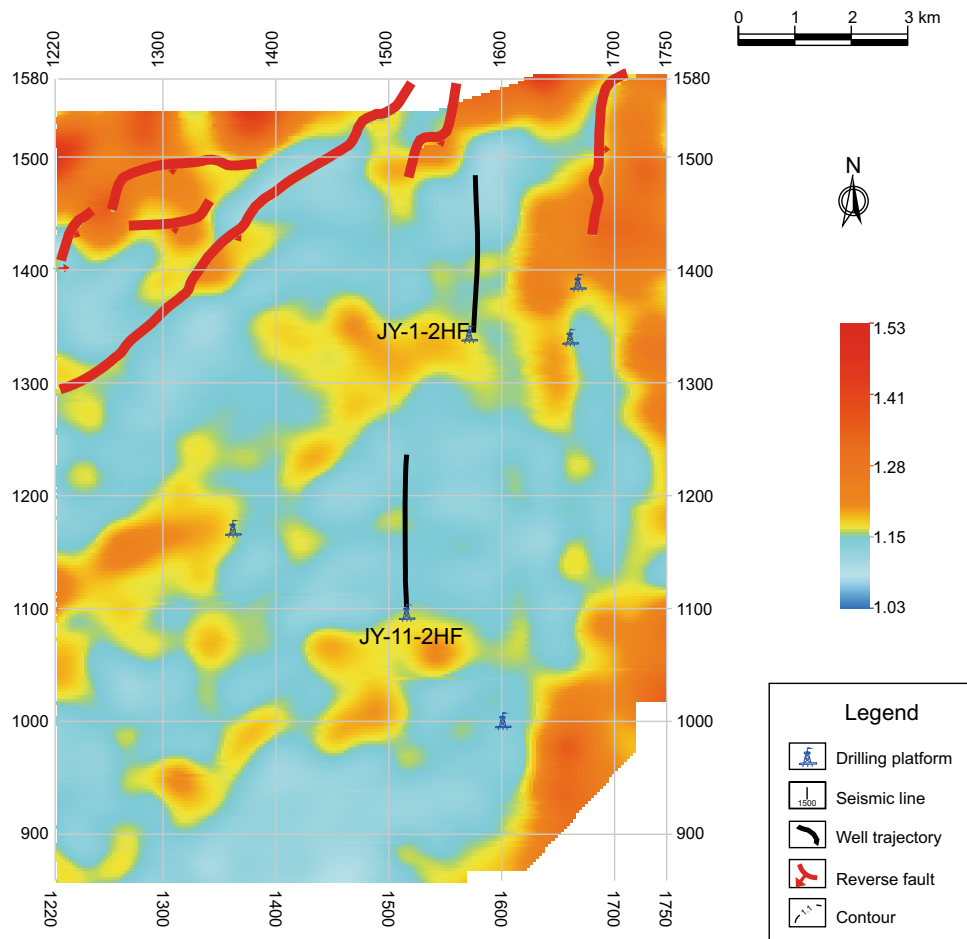 0 1 2 3 km
1220 1300 1400 1500 1600 1700 1750
1580 1580
1500 1500
N
1400 1400
JY-1-2HF
1.53
1300 1300
1.41
1.28
1200 1200
1.15
1100 1100
1.03
JY-11-2HF
1000 1000
900 900
1220 1300 1400 1500 1600 1700 1750
Legend
Drilling platform
1500 Seismic line
Well trajectory
Reverse fault
1.1 Contour